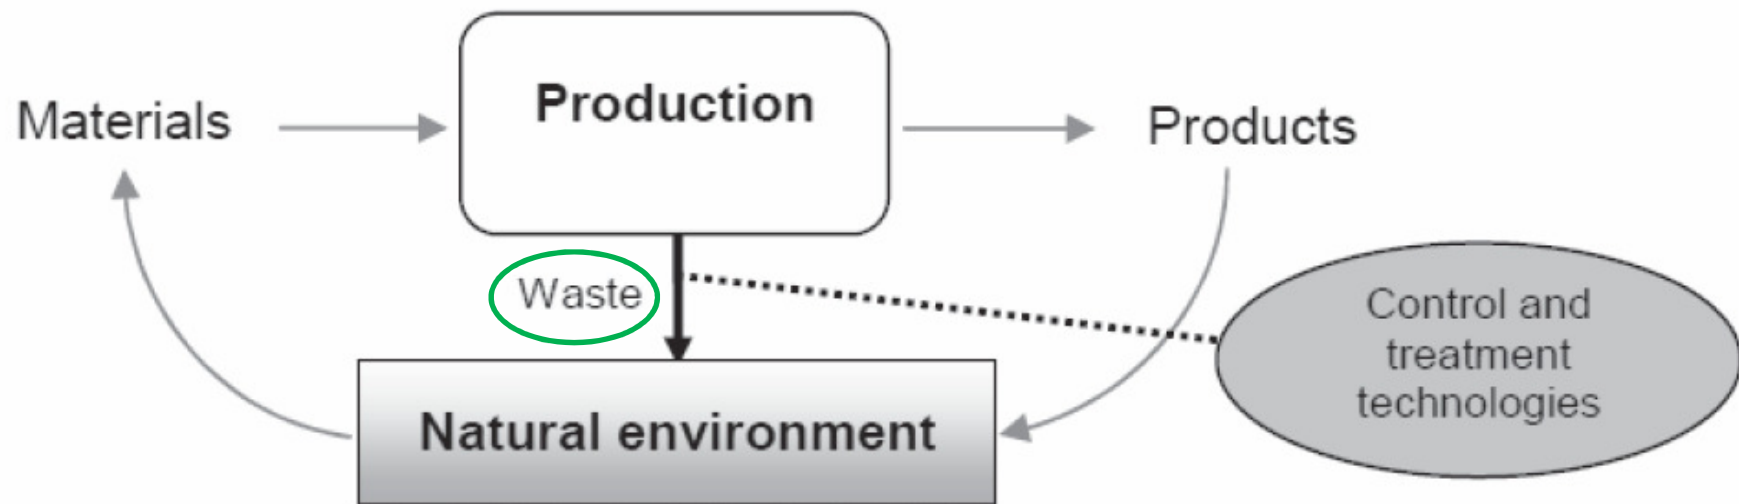 Materials
Production
Products
Waste
Control and
treatment
technologies
Natural environment